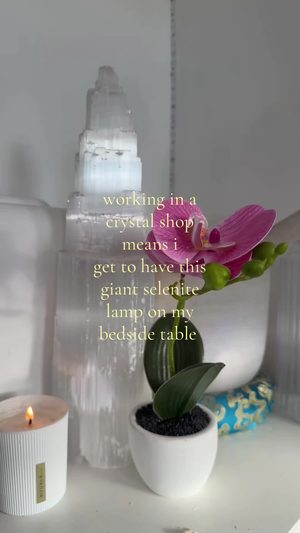 working in a
crystal shop
means i
get to have this
giant selenite
lamp on my
bedside table